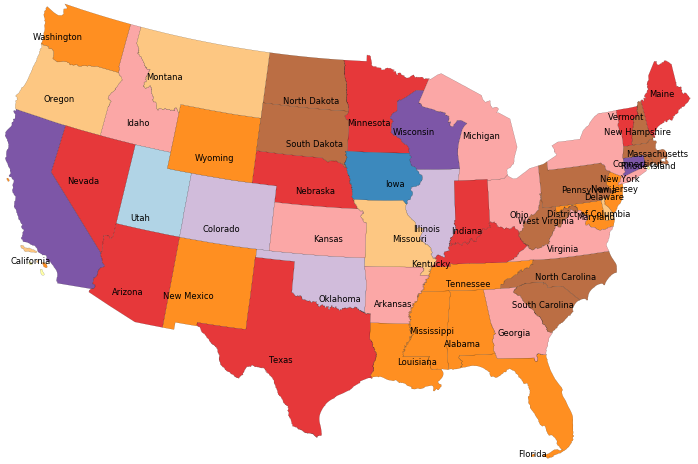 Washington
Maine
Montana
Oregon
North Dakota
Vermont
Minnesota
Idaho
New Hampshire
Wisconsin
Michigan
South Dakota
Massachusetts
Wyoming
Connecticut
Rhode Island
New York
Nevada
Iowa
Nebraska
Pennsylvania
New Jersey
Delaware
Utah
Ohio
District of Columbia
Maryland
West Virginia
Colorado
Illinois
Indiana
Kansas
Missouri
Virginia
California
Kentucky
North Carolina
Tennessee
Arizona
New Mexico
Oklahoma
Arkansas
South Carolina
Mississippi
Georgia
Alabama
Texas
Louisiana
Florida